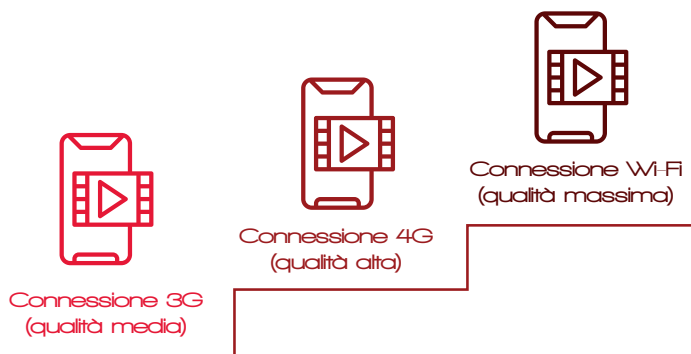 Connessione Wi-Fi
(qualità massima)
Connessione 4G
(qualità alta)
Connessione 3G
(qualità media)